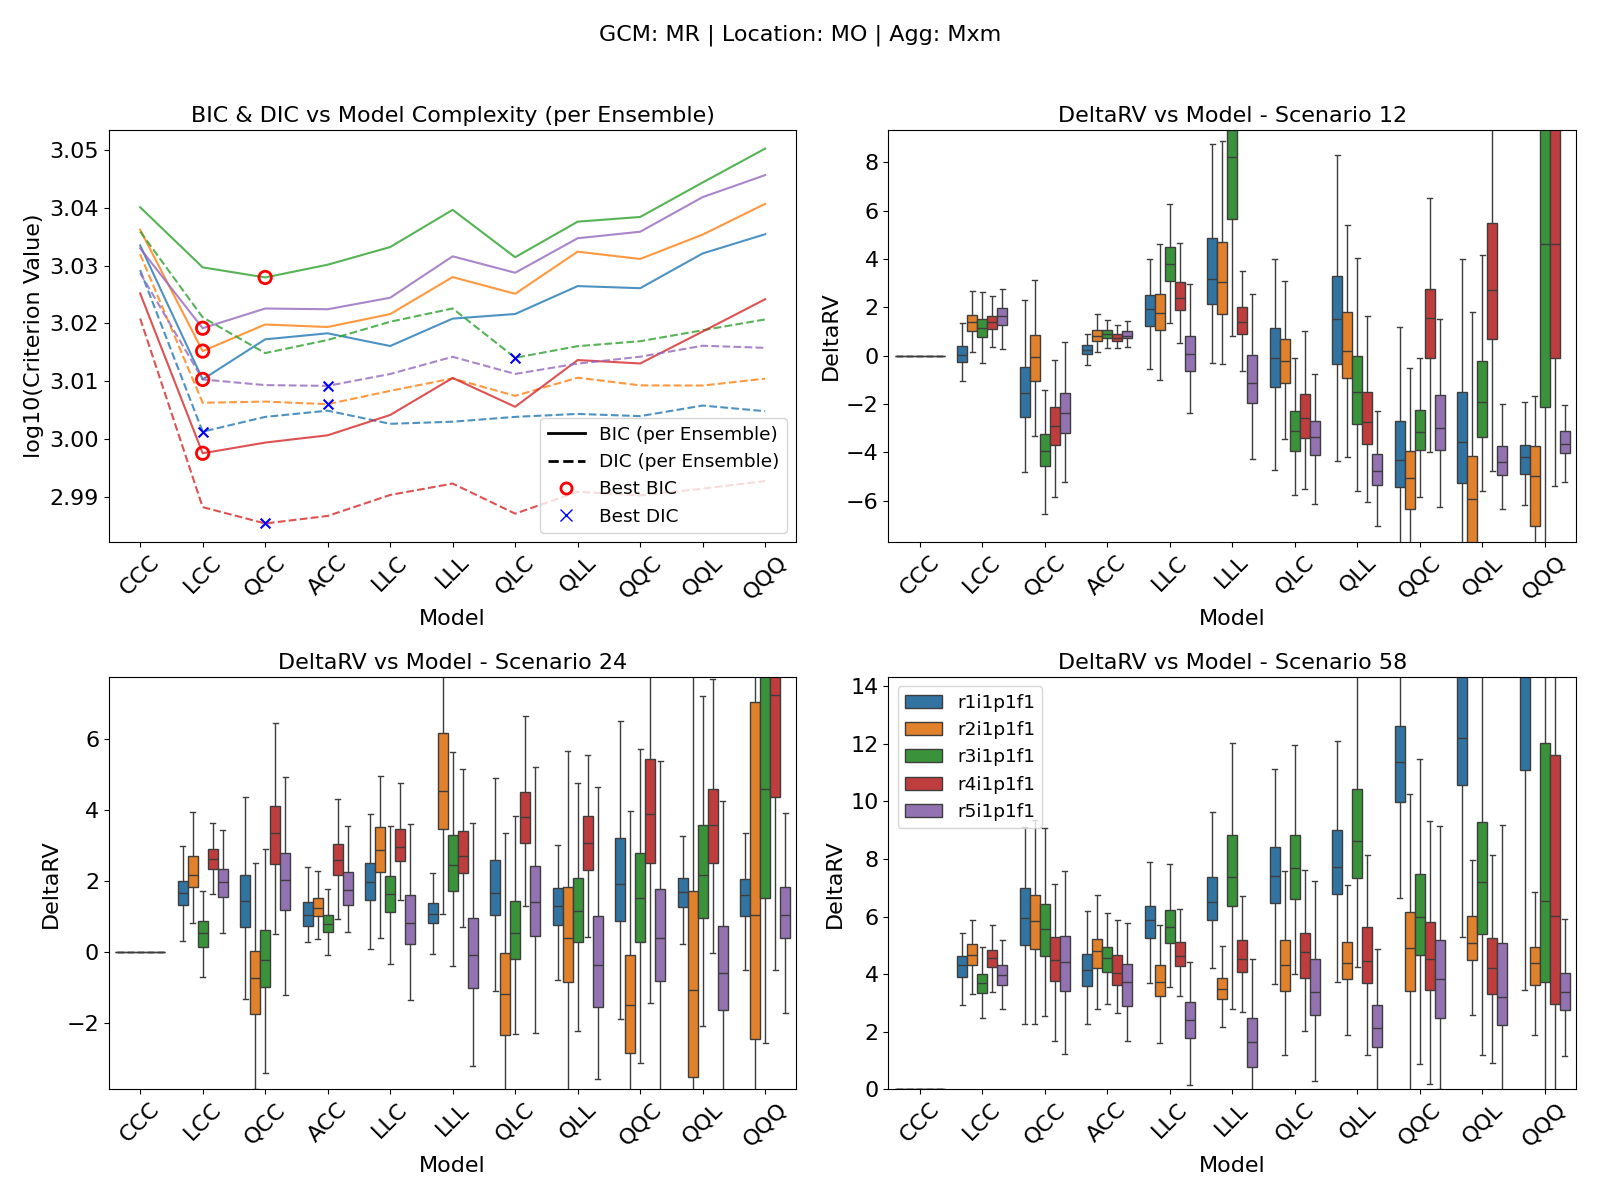 GCM: MR | Location: MO | Agg: Mxm
BIC & DIC vs Model Complexity (per Ensemble)
log10(Criterion Value)
3.05
3.04
3.03
3.02
3.01
3.00
2.99
BIC (per Ensemble)
DIC (per Ensemble)
Best BIC
Best DIC
CCC LCC QCC ACC LLC LLL QLC QLL QQC QQL QQQ
Model
DeltaRV vs Model - Scenario 12
DeltaRV
8
6
4
2
0
−2
−4
−6
CCC LCC QCC ACC LLC LLL QLC QLL QQC QQL QQQ
Model
DeltaRV vs Model - Scenario 24
DeltaRV
6
4
2
0
−2
CCC LCC QCC ACC LLC LLL QLC QLL QQC QQL QQQ
Model
DeltaRV vs Model - Scenario 58
DeltaRV
14
12
10
8
6
4
2
0
r1i1p1f1
r2i1p1f1
r3i1p1f1
r4i1p1f1
r5i1p1f1
CCC LCC QCC ACC LLC LLL QLC QLL QQC QQL QQQ
Model